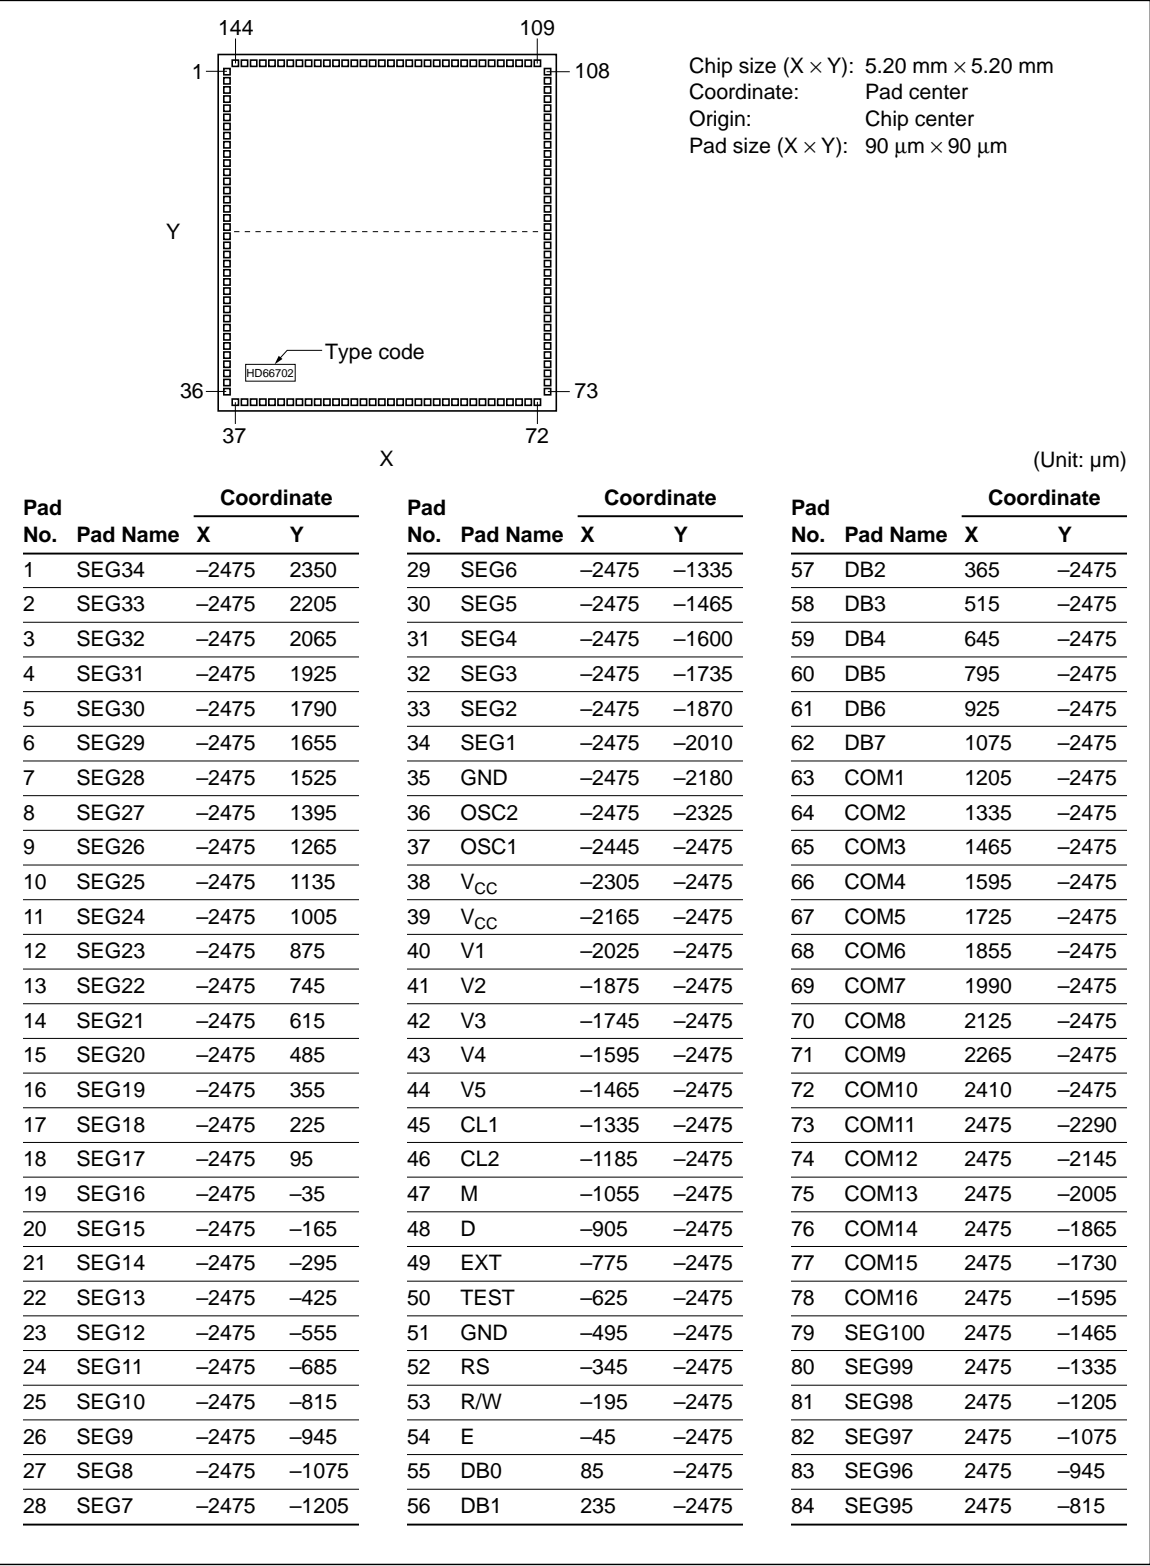 144 109
1 108
Chip size (X × Y): 5.20 mm × 5.20 mm
Coordinate: Pad center
Origin: Chip center
Pad size (X × Y): 90 μm × 90 μm
Y
Type code
HD66702
36 73
37 72
X
(Unit: μm)
Pad No. Pad Name Coordinate X Y Pad No. Pad Name Coordinate X Y Pad No. Pad Name Coordinate X Y
1 SEG34 –2475 2350 29 SEG6 –2475 –1335 57 DB2 365 –2475
2 SEG33 –2475 2205 30 SEG5 –2475 –1465 58 DB3 515 –2475
3 SEG32 –2475 2065 31 SEG4 –2475 –1600 59 DB4 645 –2475
4 SEG31 –2475 1925 32 SEG3 –2475 –1735 60 DB5 795 –2475
5 SEG30 –2475 1790 33 SEG2 –2475 –1870 61 DB6 925 –2475
6 SEG29 –2475 1655 34 SEG1 –2475 –2010 62 DB7 1075 –2475
7 SEG28 –2475 1525 35 GND –2475 –2180 63 COM1 1205 –2475
8 SEG27 –2475 1395 36 OSC2 –2475 –2325 64 COM2 1335 –2475
9 SEG26 –2475 1265 37 OSC1 –2445 –2475 65 COM3 1465 –2475
10 SEG25 –2475 1135 38 VCC –2305 –2475 66 COM4 1595 –2475
11 SEG24 –2475 1005 39 VCC –2165 –2475 67 COM5 1725 –2475
12 SEG23 –2475 875 40 V1 –2025 –2475 68 COM6 1855 –2475
13 SEG22 –2475 745 41 V2 –1875 –2475 69 COM7 1990 –2475
14 SEG21 –2475 615 42 V3 –1745 –2475 70 COM8 2125 –2475
15 SEG20 –2475 485 43 V4 –1595 –2475 71 COM9 2265 –2475
16 SEG19 –2475 355 44 V5 –1465 –2475 72 COM10 2410 –2475
17 SEG18 –2475 225 45 CL1 –1335 –2475 73 COM11 2475 –2290
18 SEG17 –2475 95 46 CL2 –1185 –2475 74 COM12 2475 –2145
19 SEG16 –2475 –35 47 M –1055 –2475 75 COM13 2475 –2005
20 SEG15 –2475 –165 48 D –905 –2475 76 COM14 2475 –1865
21 SEG14 –2475 –295 49 EXT –775 –2475 77 COM15 2475 –1730
22 SEG13 –2475 –425 50 TEST –625 –2475 78 COM16 2475 –1595
23 SEG12 –2475 –555 51 GND –495 –2475 79 SEG100 2475 –1465
24 SEG11 –2475 –685 52 RS –345 –2475 80 SEG99 2475 –1335
25 SEG10 –2475 –815 53 R/W –195 –2475 81 SEG98 2475 –1205
26 SEG9 –2475 –945 54 E –45 –2475 82 SEG97 2475 –1075
27 SEG8 –2475 –1075 55 DB0 85 –2475 83 SEG96 2475 –945
28 SEG7 –2475 –1205 56 DB1 235 –2475 84 SEG95 2475 –815